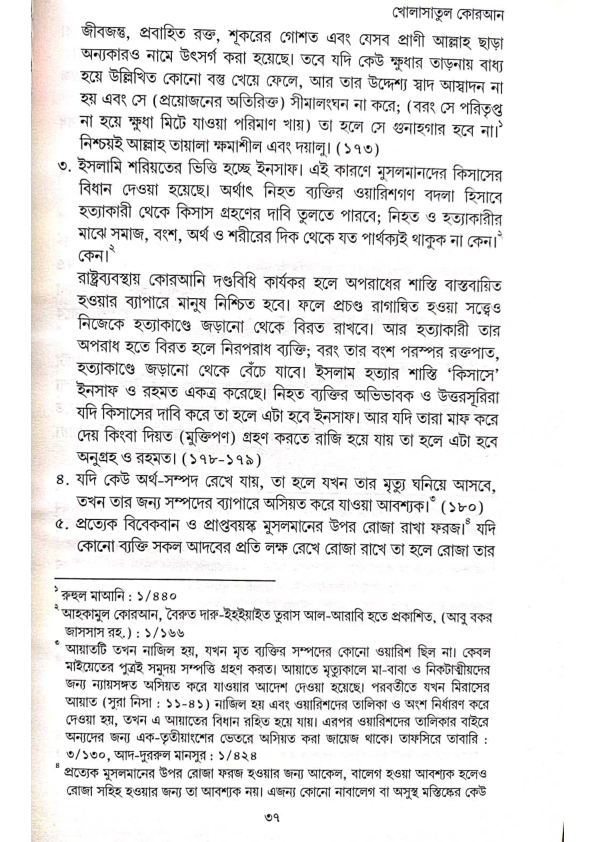 খোলাসাতুল কোরআন
জীবজন্তু, প্রবাহিত রক্ত, শূকরের গোশত এবং যেসব প্রাণী আল্লাহ ছাড়া
অন্যকারও নামে উৎসর্গ করা হয়েছে। তবে যদি কেউ ক্ষুধার তাড়নায় বাধ্য
হয়ে উল্লিখিত কোনো বস্তু খেয়ে ফেলে, আর তার উদ্দেশ্য স্বাদ আস্বাদন না
হয় এবং সে (প্রয়োজনের অতিরিক্ত) সীমালংঘন না করে; (বরং সে পরিতৃপ্ত
না হয়ে ক্ষুধা মিটে যাওয়া পরিমাণ খায়) তা হলে সে গুনাহগার হবে না।১
নিশ্চয়ই আল্লাহ তায়ালা ক্ষমাশীল এবং দয়ালু। (১৭৩)
৩. ইসলামি শরিয়তের ভিত্তি হচ্ছে ইনসাফ। এই কারণে মুসলমানদের কিসাসের
বিধান দেওয়া হয়েছে। অর্থাৎ নিহত ব্যক্তির ওয়ারিশগণ বদলা হিসাবে
হত্যাকারী থেকে কিসাস গ্রহণের দাবি তুলতে পারবে; নিহত ও হত্যাকারীর
মাঝে সমাজ, বংশ, অর্থ ও শরীরের দিক থেকে যত পার্থক্যই থাকুক না কেন।২
কেন।২
রাষ্ট্রব্যবস্থায় কোরআনি দণ্ডবিধি কার্যকর হলে অপরাধের শাস্তি বাস্তবায়িত
হওয়ার ব্যাপারে মানুষ নিশ্চিত হবে। ফলে প্রচণ্ড রাগান্বিত হওয়া সত্ত্বেও
নিজেকে হত্যাকাণ্ডে জড়ানো থেকে বিরত রাখবে। আর হত্যাকারী তার
অপরাধ হতে বিরত হলে নিরপরাধ ব্যক্তি; বরং তার বংশ পরম্পর রক্তপাত,
হত্যাকাণ্ডে জড়ানো থেকে বেঁচে যাবে। ইসলাম হত্যার শাস্তি ‘কিসাসে’
ইনসাফ ও রহমত একত্র করেছে। নিহত ব্যক্তির অভিভাবক ও উত্তরসূরিরা
যদি কিসাসের দাবি করে তা হলে এটা হবে ইনসাফ। আর যদি তারা মাফ করে
দেয় কিংবা দিয়ত (মুক্তিপণ) গ্রহণ করতে রাজি হয়ে যায় তা হলে এটা হবে
অনুগ্রহ ও রহমত। (১৭৮-১৭৯)
৪. যদি কেউ অর্থ-সম্পদ রেখে যায়, তা হলে যখন তার মৃত্যু ঘনিয়ে আসবে,
তখন তার জন্য সম্পদের ব্যাপারে অসিয়ত করে যাওয়া আবশ্যক।৩ (১৮০)
৫. প্রত্যেক বিবেকবান ও প্রাপ্তবয়স্ক মুসলমানের উপর রোজা রাখা ফরজ।৪ যদি
কোনো ব্যক্তি সকল আদবের প্রতি লক্ষ রেখে রোজা রাখে তা হলে রোজা তার
১ রুহুল মাআনি : ১/৪৪০
২ আহকামুল কোরআন, বৈরুত দারু-ইহইয়াইত তুরাস আল-আরাবি হতে প্রকাশিত, (আবু বকর
জাসসাস রহ.) : ১/১৬৬
৩ আয়াতটি তখন নাজিল হয়, যখন মৃত ব্যক্তির সম্পদের কোনো ওয়ারিশ ছিল না। কেবল
মাইয়েতের পুত্রই সমুদয় সম্পত্তি গ্রহণ করত। আয়াতে মৃত্যুকালে মা-বাবা ও নিকটাত্মীয়দের
জন্য ন্যায়সঙ্গত অসিয়ত করে যাওয়ার আদেশ দেওয়া হয়েছে। পরবর্তীতে যখন মিরাসের
আয়াত (সুরা নিসা : ১১-৪১) নাজিল হয় এবং ওয়ারিশদের তালিকা ও অংশ নির্ধারণ করে
দেওয়া হয়, তখন এ আয়াতের বিধান রহিত হয়ে যায়। এরপর ওয়ারিশদের তালিকার বাইরে
অন্যদের জন্য এক-তৃতীয়াংশের ভেতরে অসিয়ত করা জায়েজ থাকে। তাফসিরে তাবারি :
৩/১৩০, আদ-দুররুল মানসুর : ১/৪২৪
৪ প্রত্যেক মুসলমানের উপর রোজা ফরজ হওয়ার জন্য আকেল, বালেগ হওয়া আবশ্যক হলেও
রোজা সহিহ হওয়ার জন্য তা আবশ্যক নয়। এজন্য কোনো নাবালেগ বা অসুস্থ মস্তিষ্কের কেউ
৩৭